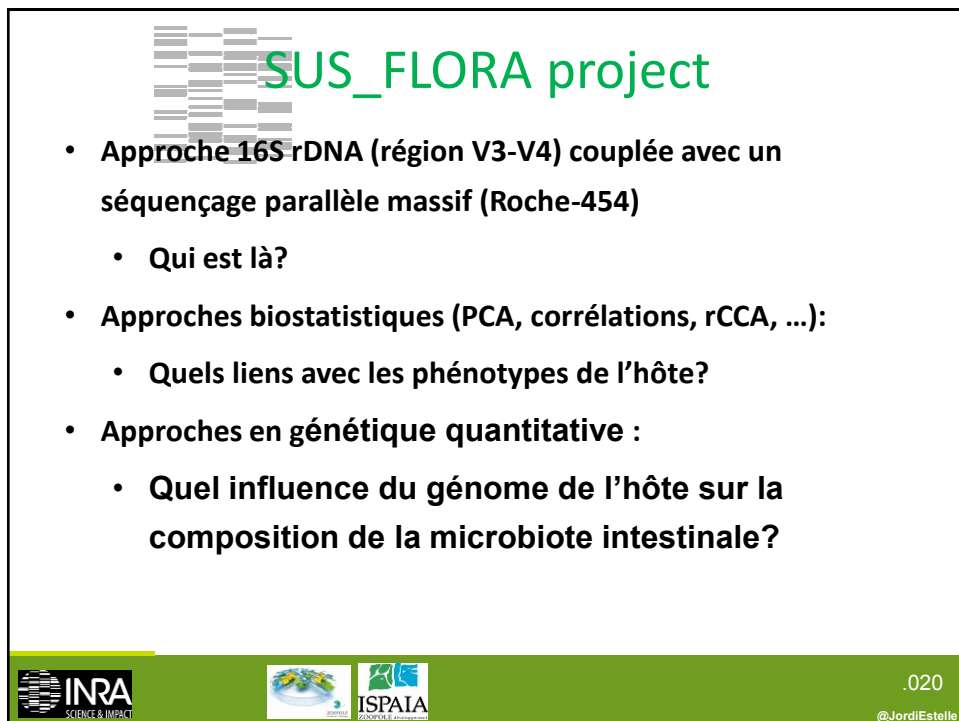 SUS_FLORA project
• Approche 16S rDNA (région V3-V4) couplée avec un
séquençage parallèle massif (Roche-454)
• Qui est là?
• Approches biostatistiques (PCA, corrélations, rCCA, …):
• Quels liens avec les phénotypes de l’hôte?
• Approches en génétique quantitative :
• Quel influence du génome de l’hôte sur la
composition de la microbiote intestinale?
INRA
SCIENCE & IMPACT
ISPAIA
ZOOPOLE développement
.020
@JordiEstelle